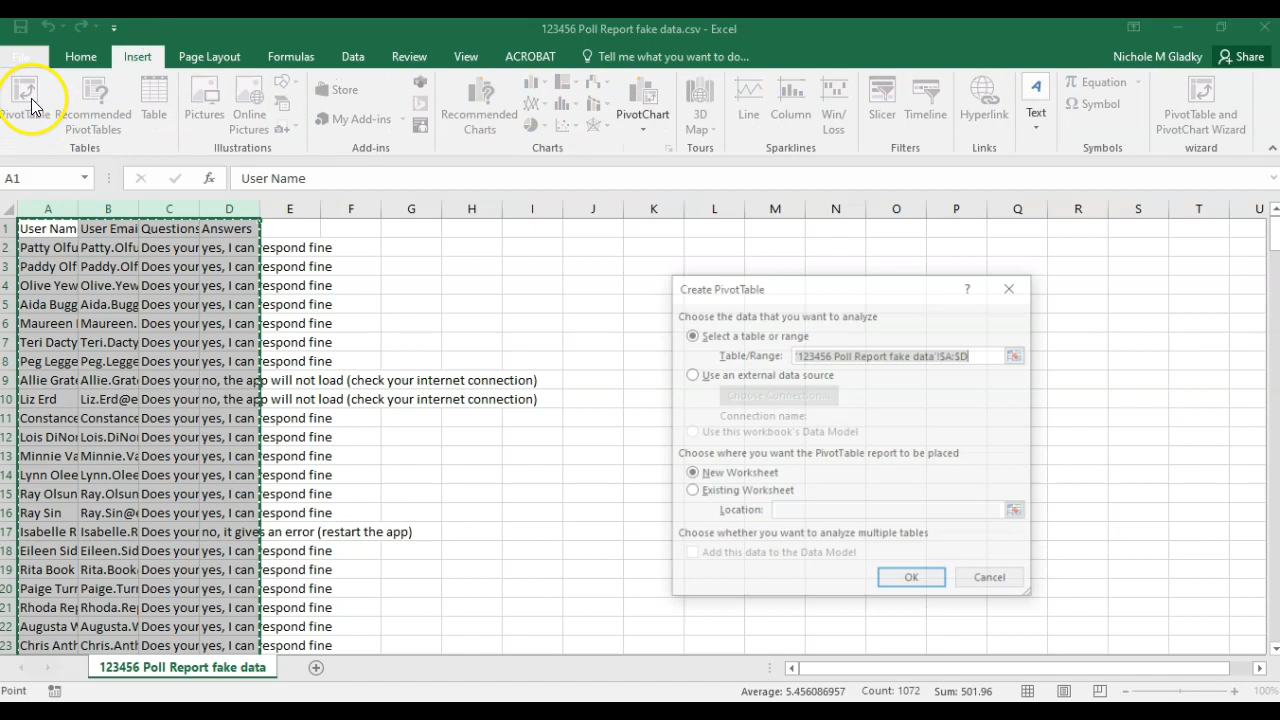 123456 Poll Report fake data.csv - Excel
File Home Insert Page Layout Formulas Data Review View ACROBAT Tell me what you want to do... Nichole M Gladky Share
PivotTable Recommended PivotTables Table Pictures Online Pictures Store My Add-ins Recommended Charts PivotChart 3D Map Line Column Win/Loss Slicer Timeline Hyperlink Text Equation Symbol PivotTable and PivotChart Wizard
Tables Illustrations Add-ins Charts Tours Sparklines Filters Links Symbols wizard
A1 fx User Name
A B C D E F G H I J K L M N O P Q R S T U
1 User Nam User Emai Questions Answers
2 Patty Olfu Patty.Olfu Does your yes, I can respond fine
3 Paddy Olf Paddy.Olf Does your yes, I can respond fine
4 Olive Yew Olive.Yew Does your yes, I can respond fine
5 Aida Bugg Aida.Bugg Does your yes, I can respond fine
6 Maureen Maureen. Does your yes, I can respond fine
7 Teri Dacty Teri.Dacty Does your yes, I can respond fine
8 Peg Legge Peg.Legge Does your yes, I can respond fine
9 Allie Grate Allie.Grate Does your no, the app will not load (check your internet connection)
10 Liz Erd Liz.Erd@e Does your no, the app will not load (check your internet connection)
11 Constance Constance Does your yes, I can respond fine
12 Lois DiNo Lois.DiNo Does your yes, I can respond fine
13 Minnie Va Minnie.V Does your yes, I can respond fine
14 Lynn Olee Lynn.Olee Does your yes, I can respond fine
15 Ray Olsun Ray.Olsun Does your yes, I can respond fine
16 Ray Sin Ray.Sin@e Does your yes, I can respond fine
17 Isabelle R Isabelle.R Does your no, it gives an error (restart the app)
18 Eileen Sid Eileen.Sid Does your yes, I can respond fine
19 Rita Book Rita.Book Does your yes, I can respond fine
20 Paige Turn Paige.Turn Does your yes, I can respond fine
21 Rhoda Rep Rhoda.Rep Does your yes, I can respond fine
22 Augusta W Augusta.W Does your yes, I can respond fine
23 Chris Anth Chris.Anth Does your yes, I can respond fine
Create PivotTable ?
Choose the data that you want to analyze
Select a table or range
Table/Range: '123456 Poll Report fake data'!$A:$D
Use an external data source
Choose Connection...
Connection name:
Use this workbook's Data Model
Choose where you want the PivotTable report to be placed
New Worksheet
Existing Worksheet
Location:
Choose whether you want to analyze multiple tables
Add this data to the Data Model
OK Cancel
123456 Poll Report fake data
Point Average: 5.456086957 Count: 1072 Sum: 501.96 100%